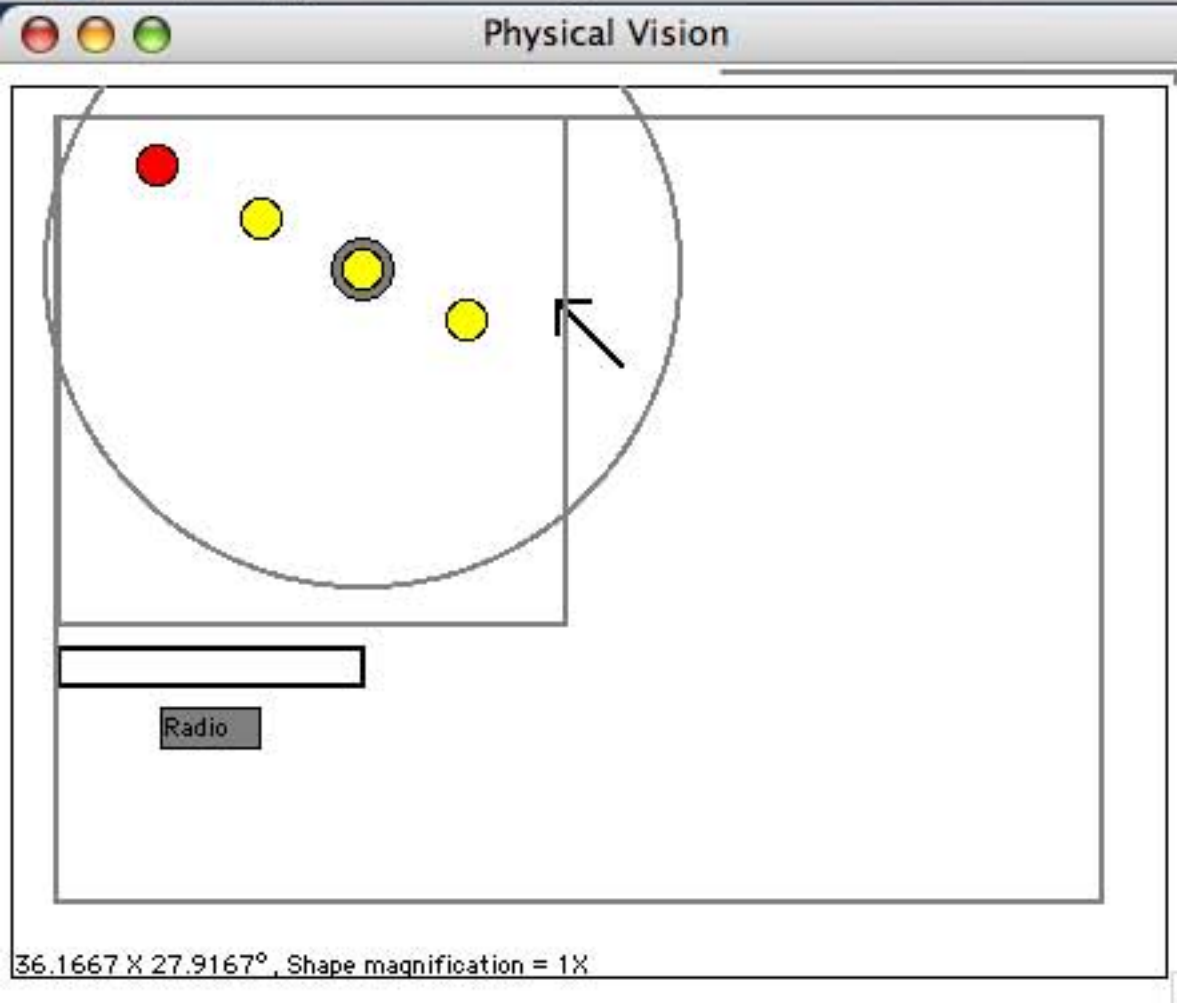 Physical Vision
Radio
36.1667 X 27.9167°, Shape magnification = 1X